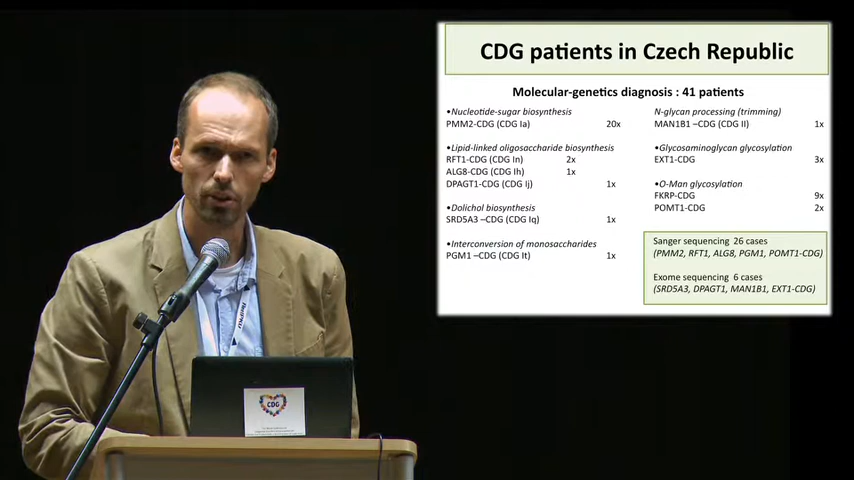 CDG patients in Czech Republic
Molecular-genetics diagnosis : 41 patients
•Nucleotide-sugar biosynthesis
PMM2-CDG (CDG Ia) 20x
•Lipid-linked oligosaccharide biosynthesis
RFT1-CDG (CDG In) 2x
ALG8-CDG (CDG Ih) 1x
DPAGT1-CDG (CDG Ij) 1x
•Dolichol biosynthesis
SRD5A3 –CDG (CDG Iq) 1x
•Interconversion of monosaccharides
PGM1 –CDG (CDG It) 1x
N-glycan processing (trimming)
MAN1B1 –CDG (CDG II) 1x
•Glycosaminoglycan glycosylation
EXT1-CDG 3x
•O-Man glycosylation
FKRP-CDG 9x
POMT1-CDG 2x
Sanger sequencing 26 cases
(PMM2, RFT1, ALG8, PGM1, POMT1-CDG)
Exome sequencing 6 cases
(SRD5A3, DPAGT1, MAN1B1, EXT1-CDG)
CDG